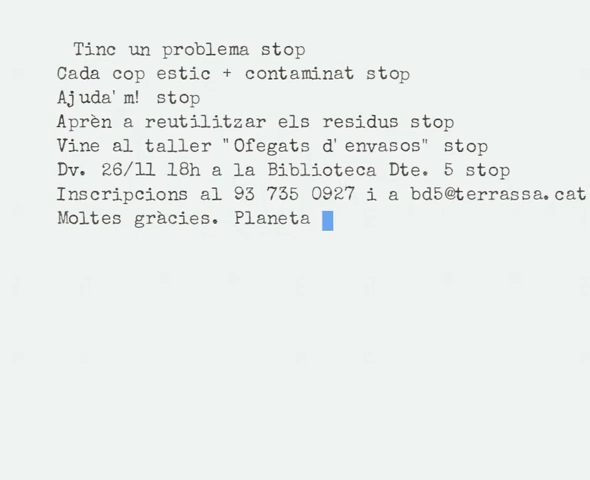 Tinc un problema stop
Cada cop estic + contaminat stop
Ajuda'm! stop
Aprèn a reutilitzar els residus stop
Vine al taller "Ofegats d'envasos" stop
Dv. 26/11 18h a la Biblioteca Dte. 5 stop
Inscripcions al 93 735 0927 i a bd5@terrassa.cat
Moltes gràcies. Planeta